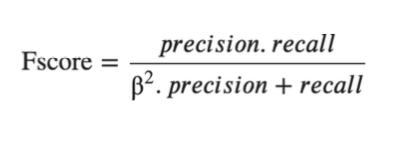 Fscore = precision. recall / β². precision + recall